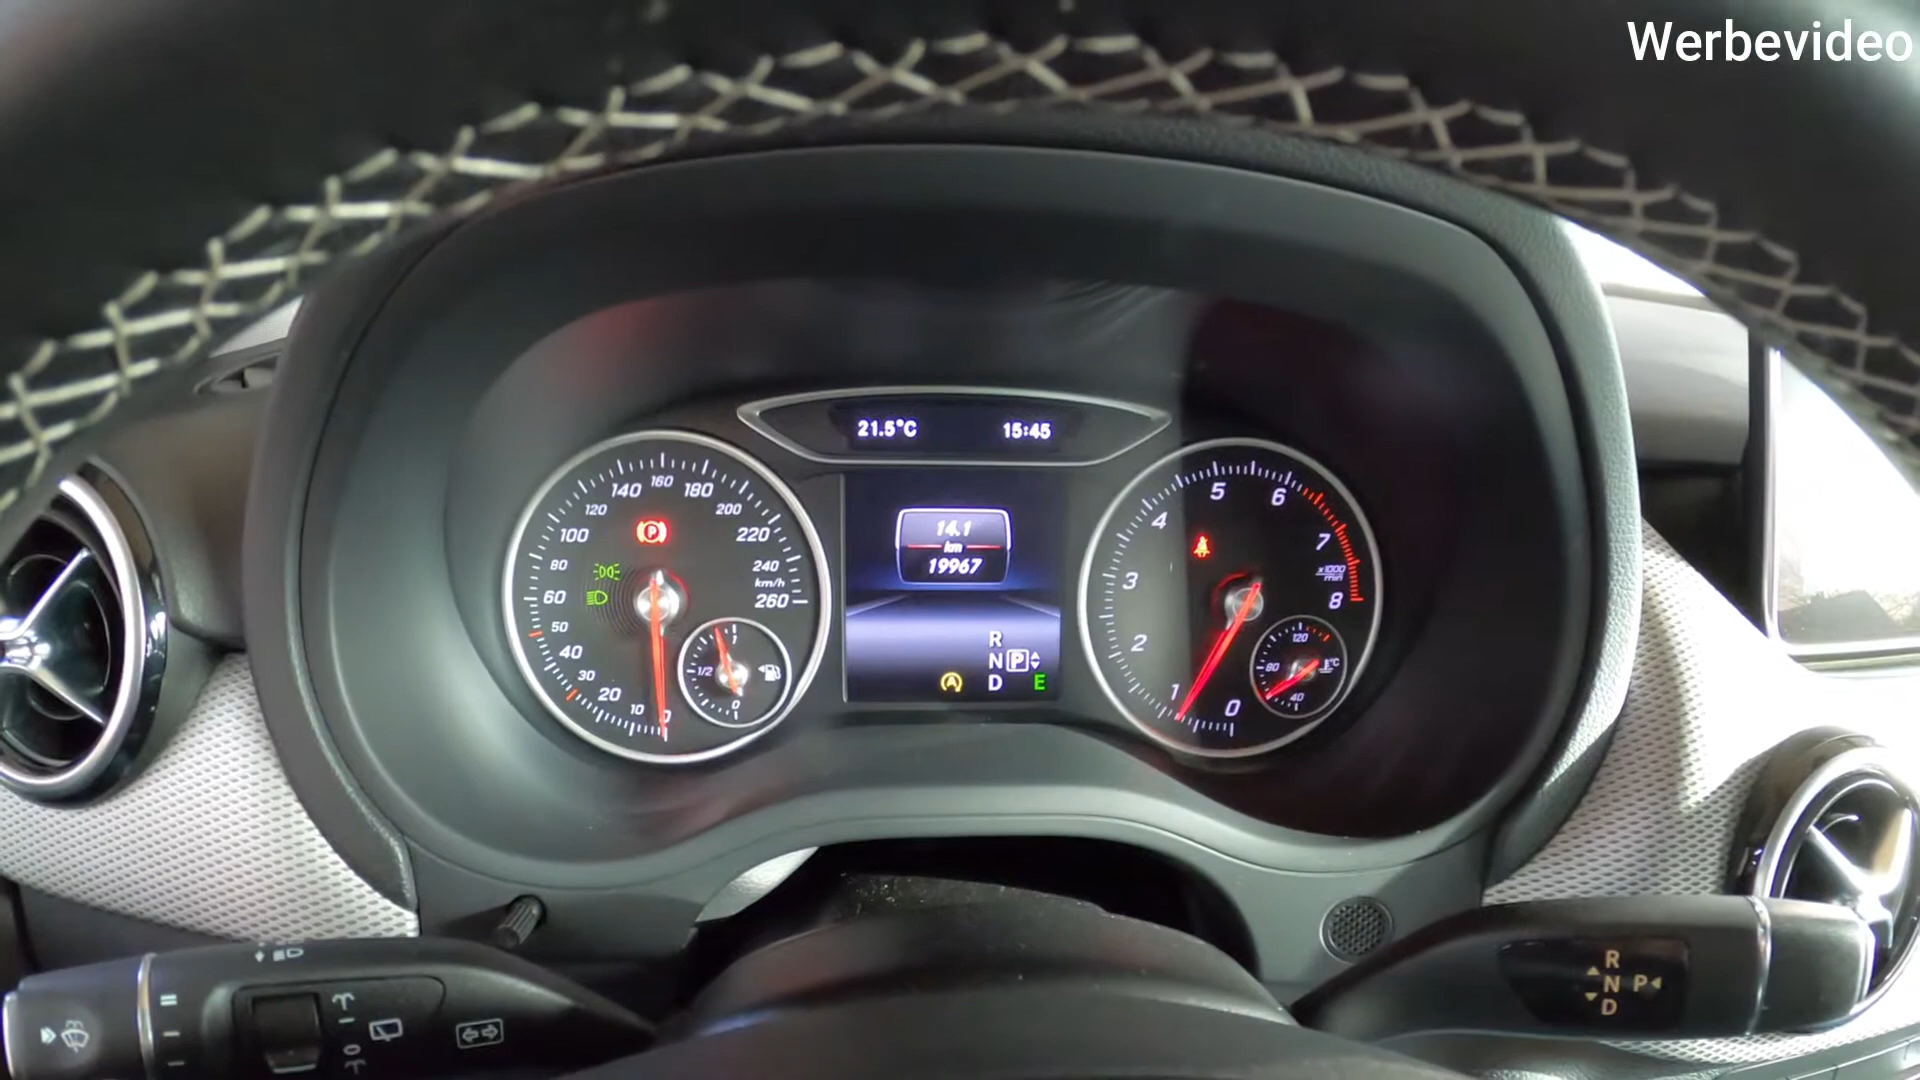 Werbevideo
21.5°C 15:45
10
20
30
40
50
60
80
100
120
140
160
180
200
220
240
km/h
260
P
1
1/2
0
14.1
km
19967
R
N P
D
A
E
0
1
2
3
4
5
6
7
x1000
min
8
120
80 °C
40
R
N P
D
0